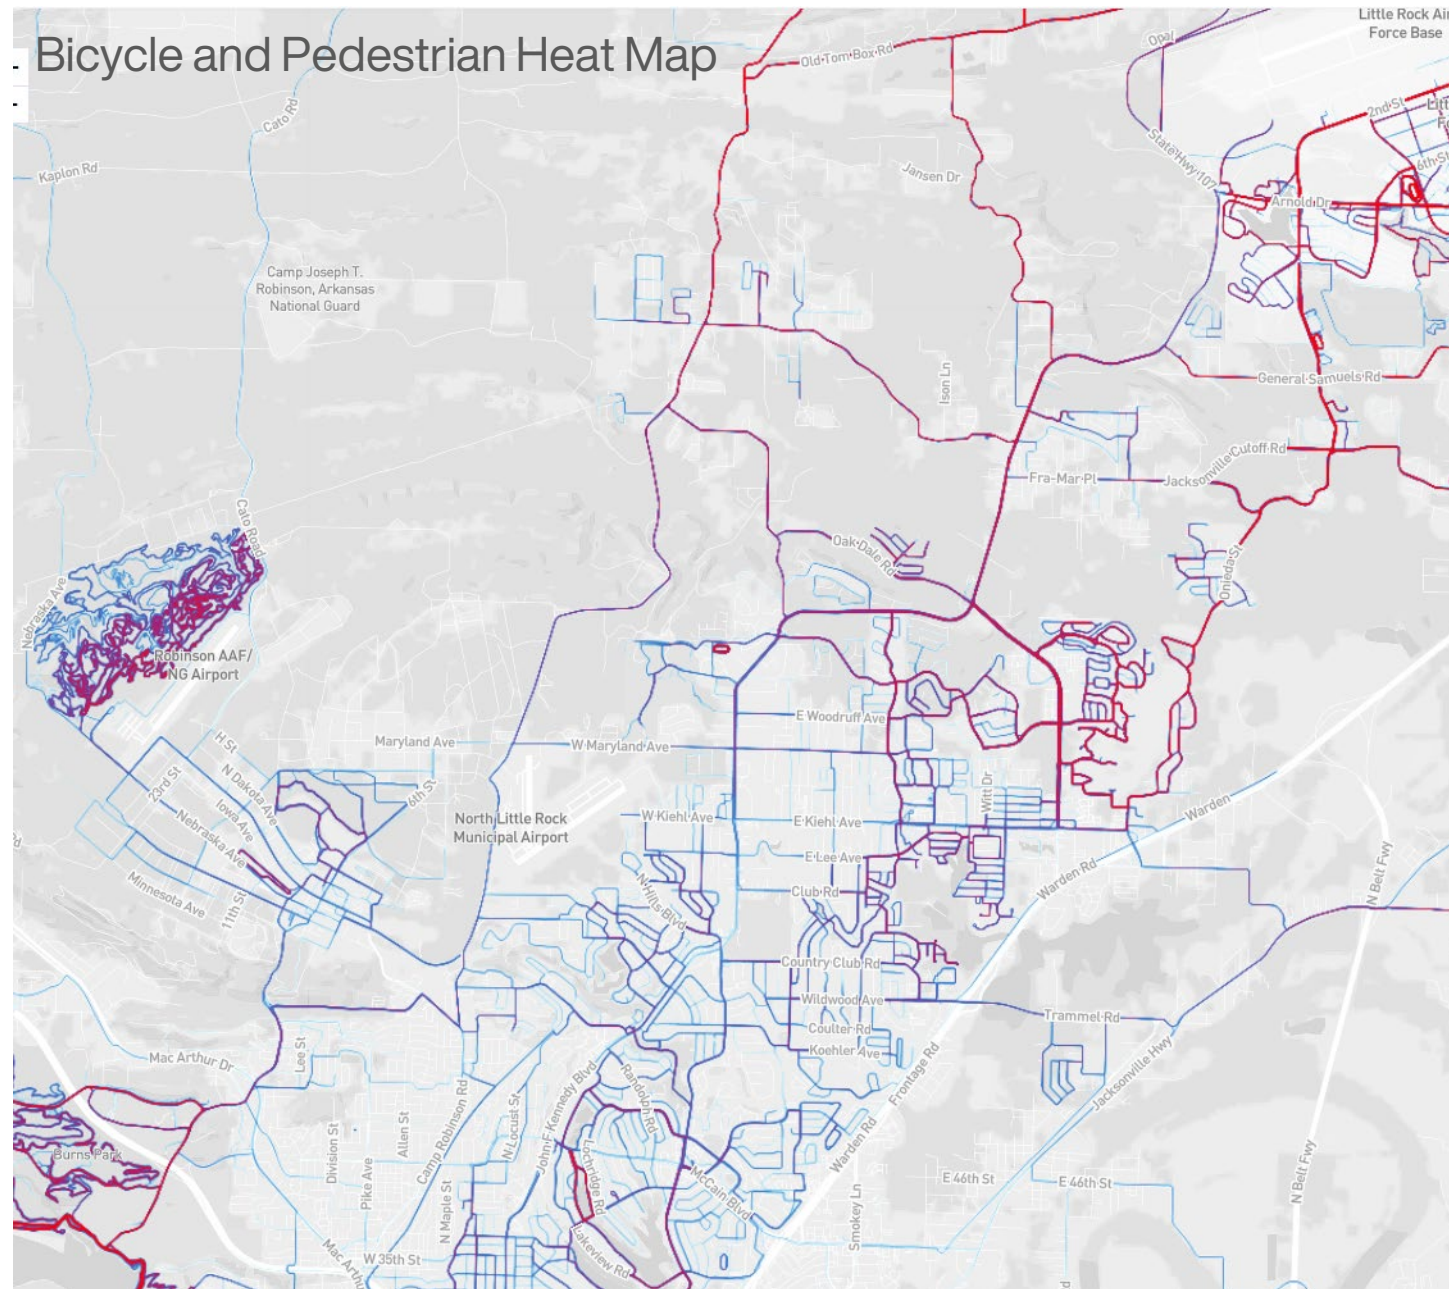 Bicycle and Pedestrian Heat Map
Little Rock Air
Force Base
Old Tom Box Rd
Opal
Cato Rd
2nd St
Kaplon Rd
State Hwy 107
6th St
Jansen Dr
Arnold Dr
Camp Joseph T.
Robinson, Arkansas
National Guard
Ison Ln
General Samuels Rd
Jacksonville Cutoff Rd
Fra-Mar Pl
Cato Road
Oak Dale Rd
Onieda St
Nebraska Ave
Robinson AAF/
NG Airport
E Woodruff Ave
H St
Maryland Ave
W Maryland Ave
23rd St
N Dakota Ave
6th St
Witt Dr
Iowa Ave
North Little Rock
Municipal Airport
W Kiehl Ave
E Kiehl Ave
Warden
Nebraska Ave
E Lee Ave
Minnesota Ave
11th St
N Hills Blvd
Club Rd
Warden Rd
N Belt Fwy
Country Club Rd
Wildwood Ave
Trammel Rd
Coulter Rd
Koehler Ave
Mac Arthur Dr
Lee St
Frontage Rd
Jacksonville Hwy
Randolph Rd
John F Kennedy Blvd
N Locust St
Camp Robinson Rd
Allen St
Division St
Burns Park
Pike Ave
Lochridge Rd
McCain Blvd
Warden Rd
E 46th St
E 46th St
N Belt Fwy
N Maple St
Smokey Ln
W 35th St
Lakeview Rd
Mac Arthu